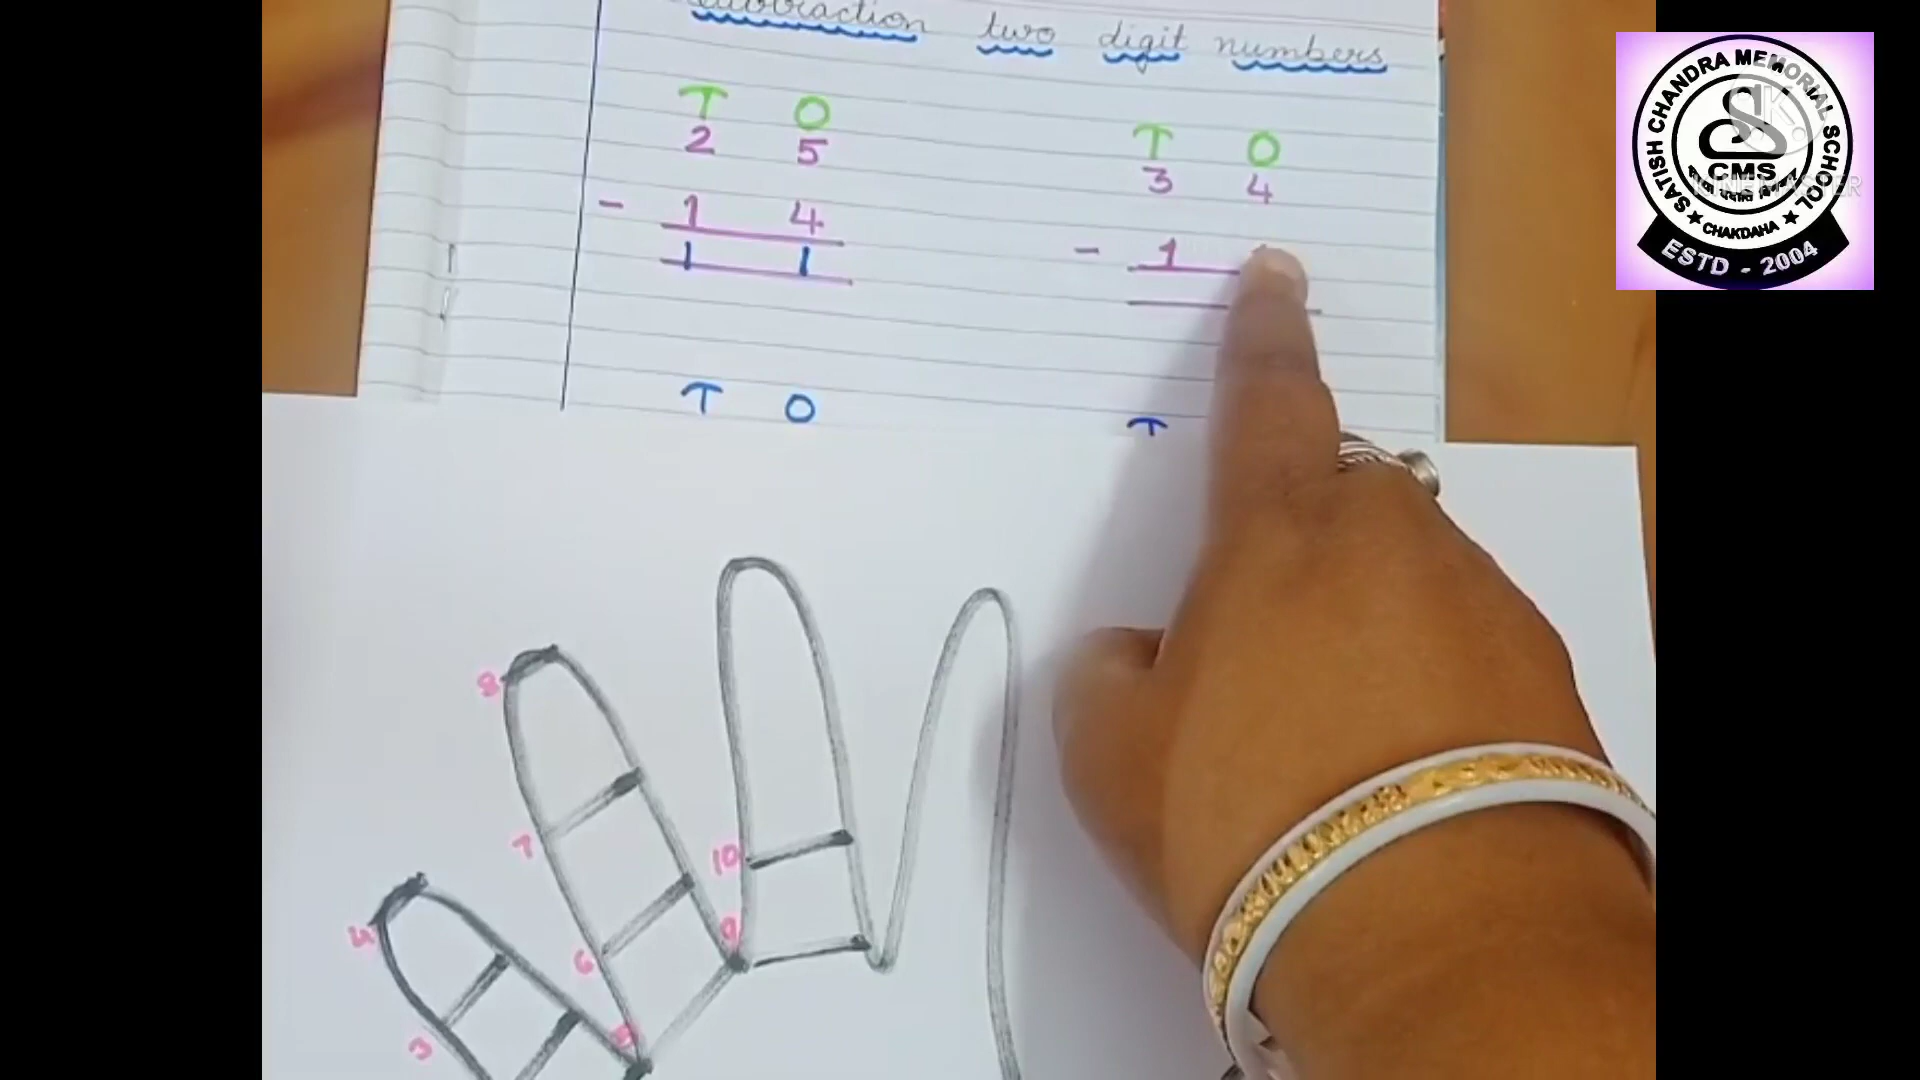 subtraction two digit numbers
T O T O
2 5 3 4
- 1 4 - 1
1 1
T O T
8
7
10
4
6
9
3
5
SATISH CHANDRA MEMORIAL SCHOOL
CMS
CHAKDAHA
ESTD - 2004